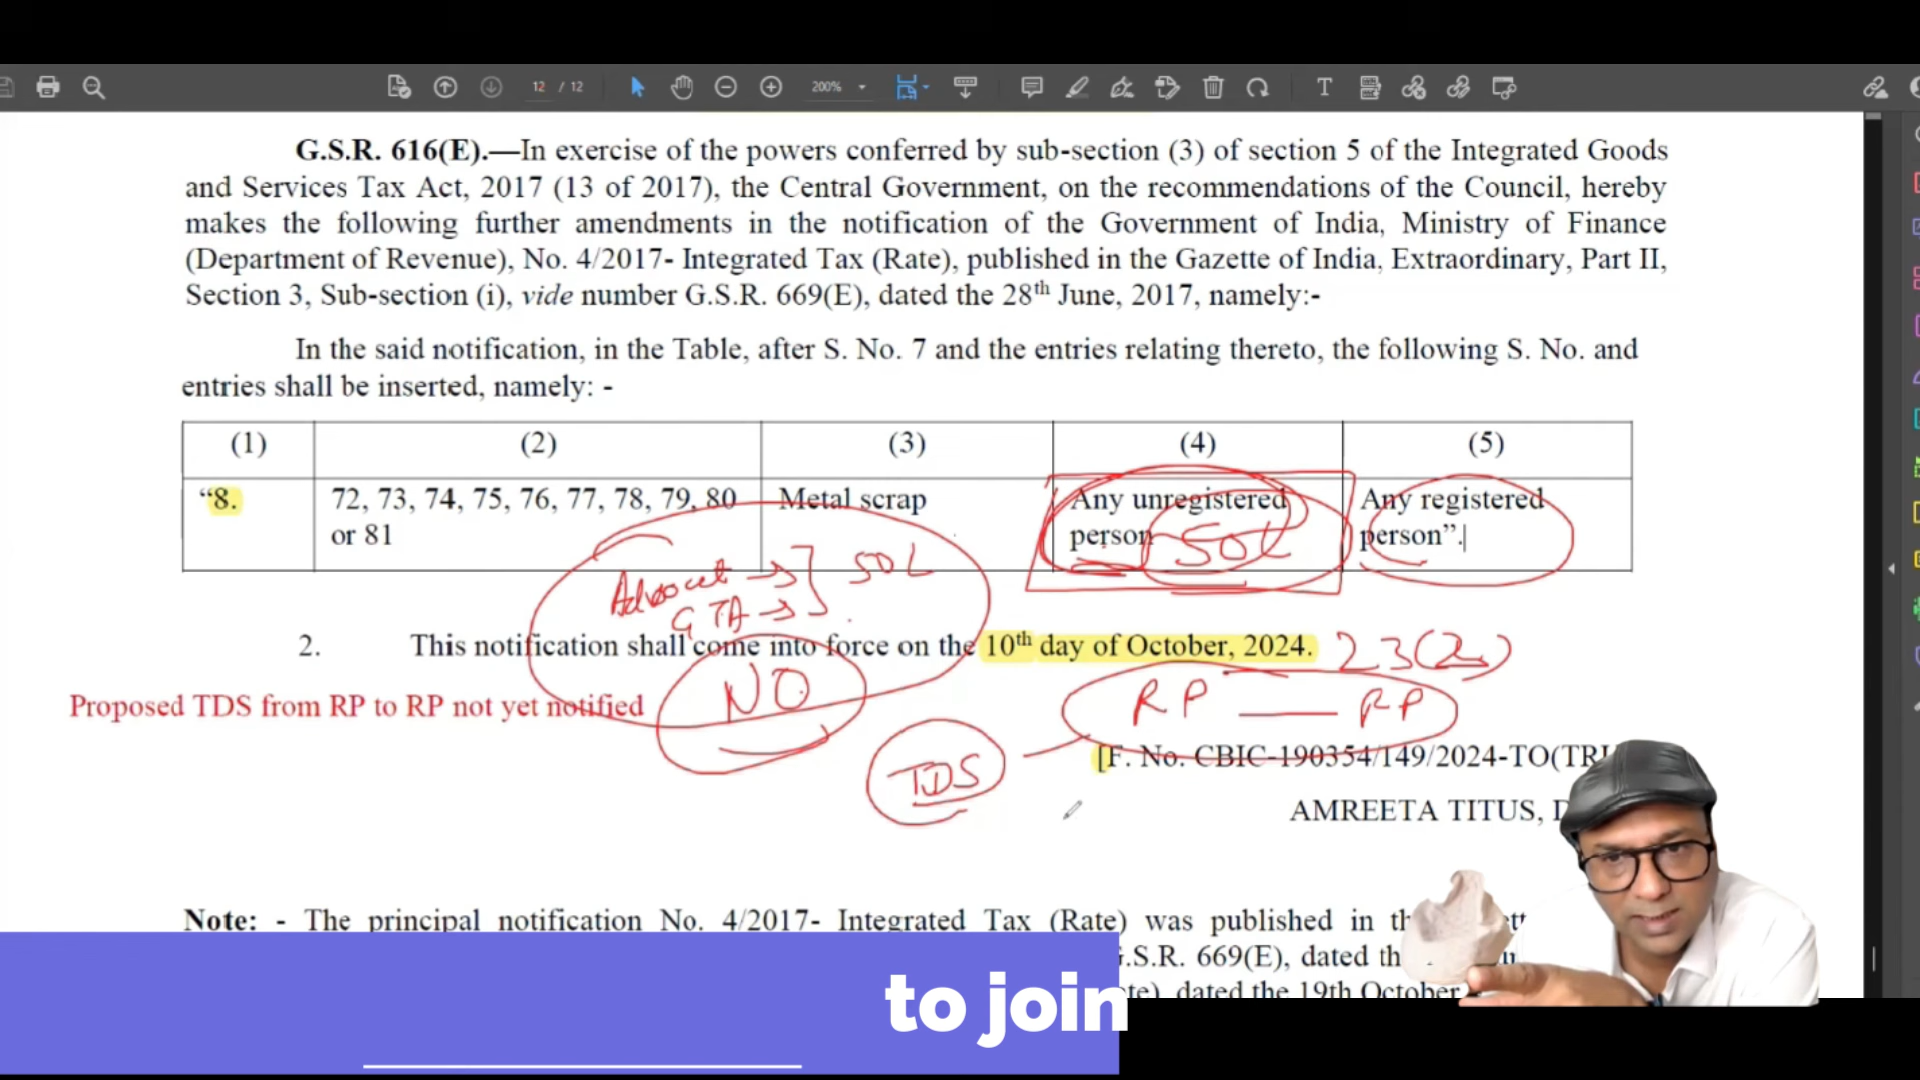 12 / 12
200%
T
G.S.R. 616(E).—In exercise of the powers conferred by sub-section (3) of section 5 of the Integrated Goods
and Services Tax Act, 2017 (13 of 2017), the Central Government, on the recommendations of the Council, hereby
makes the following further amendments in the notification of the Government of India, Ministry of Finance
(Department of Revenue), No. 4/2017- Integrated Tax (Rate), published in the Gazette of India, Extraordinary, Part II,
Section 3, Sub-section (i), vide number G.S.R. 669(E), dated the 28th June, 2017, namely:-
In the said notification, in the Table, after S. No. 7 and the entries relating thereto, the following S. No. and
entries shall be inserted, namely: -
(1) (2) (3) (4) (5)
“8. 72, 73, 74, 75, 76, 77, 78, 79, 80 Metal scrap Any unregistered Any registered
or 81 person person”.
SOL
Advocat → SOL
GTA →
2. This notification shall come into force on the 10th day of October, 2024. 23(2)
Proposed TDS from RP to RP not yet notified NO RP — RP
TDS
[F. No. CBIC-190354/149/2024-TO(TRU
AMREETA TITUS, D
Note: - The principal notification No. 4/2017- Integrated Tax (Rate) was published in
G.S.R. 669(E), dated
dated the 19th October
to join